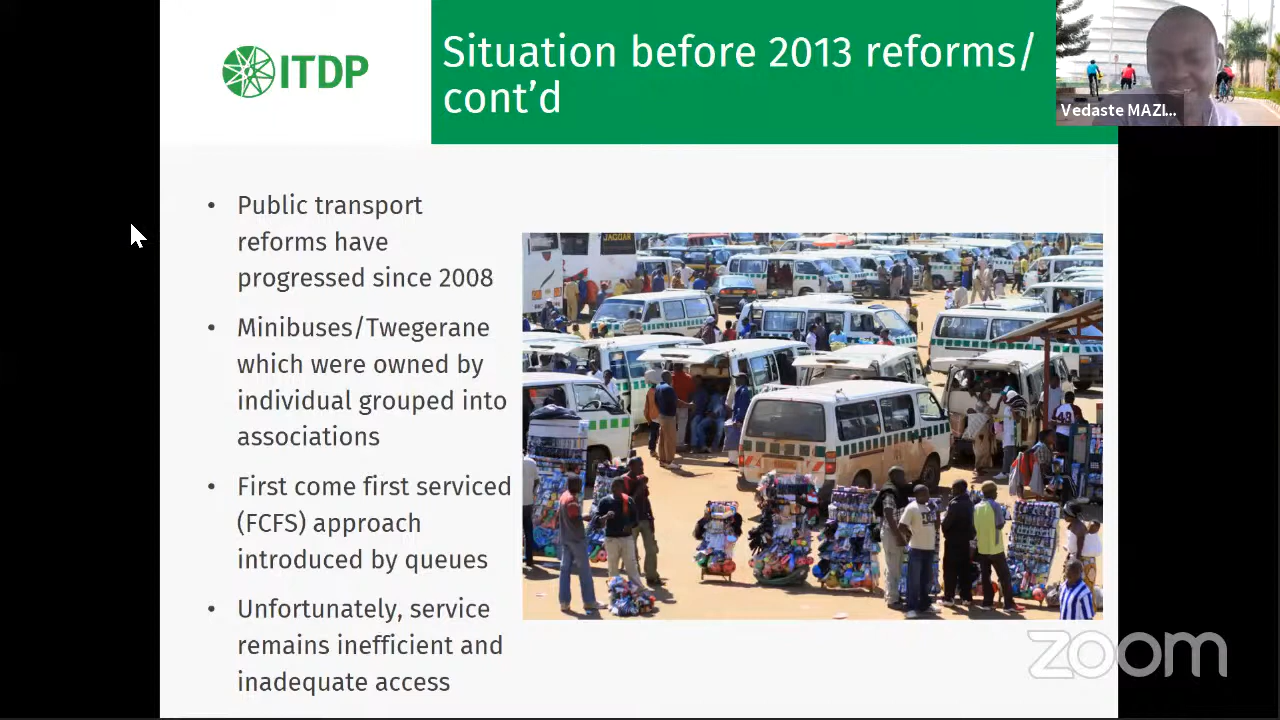 ITDP
Situation before 2013 reforms/
cont'd
Vedaste MAZI...
• Public transport
reforms have
progressed since 2008
• Minibuses/Twegerane
which were owned by
individual grouped into
associations
• First come first serviced
(FCFS) approach
introduced by queues
• Unfortunately, service
remains inefficient and
inadequate access
JAGUAR
zoom